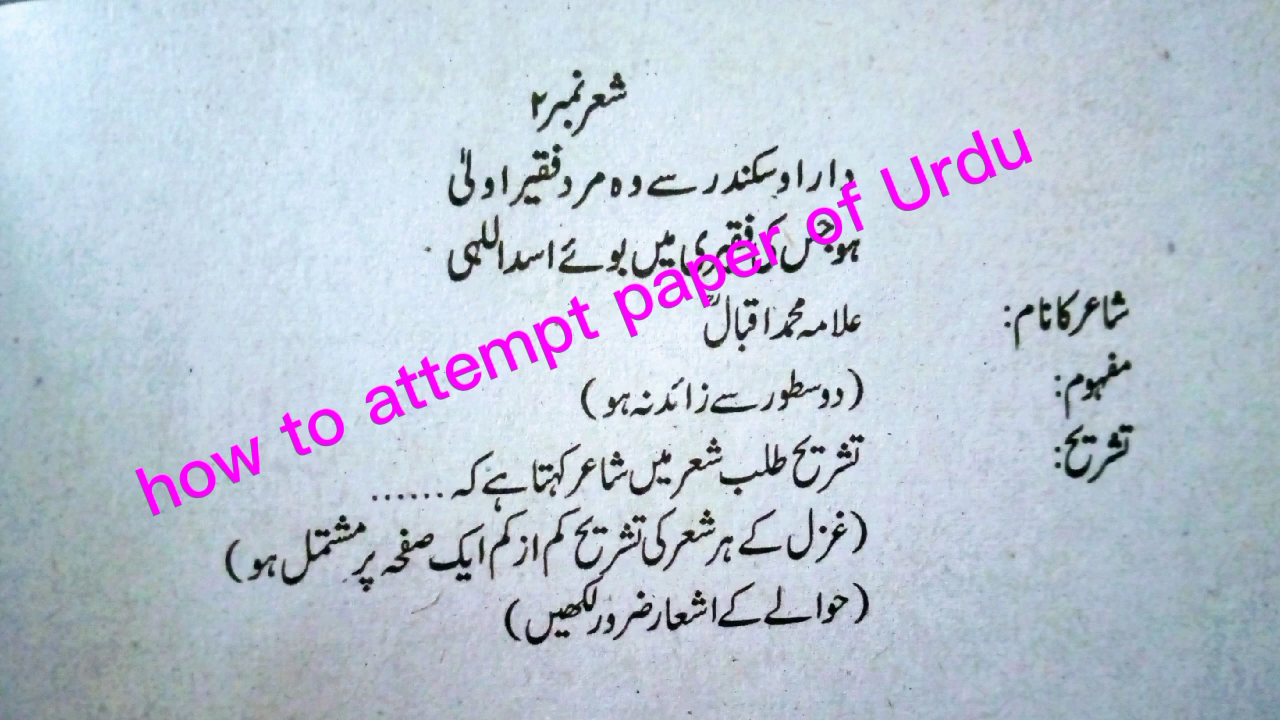 شعر نمبر ۲
دارا و سکندر سے وہ مرد فقیر اولیٰ
ہو جس کی فقیری میں بوئے اسد اللہی
شاعر کا نام: علامہ محمد اقبالؒ
مفہوم: (دو سطور سے زائد نہ ہو)
تشریح: تشریح طلب شعر میں شاعر کہتا ہے کہ ......
(غزل کے ہر شعر کی تشریح کم از کم ایک صفحہ پر مشتمل ہو)
(حوالے کے اشعار ضرور لکھیں)
how to attempt paper of Urdu